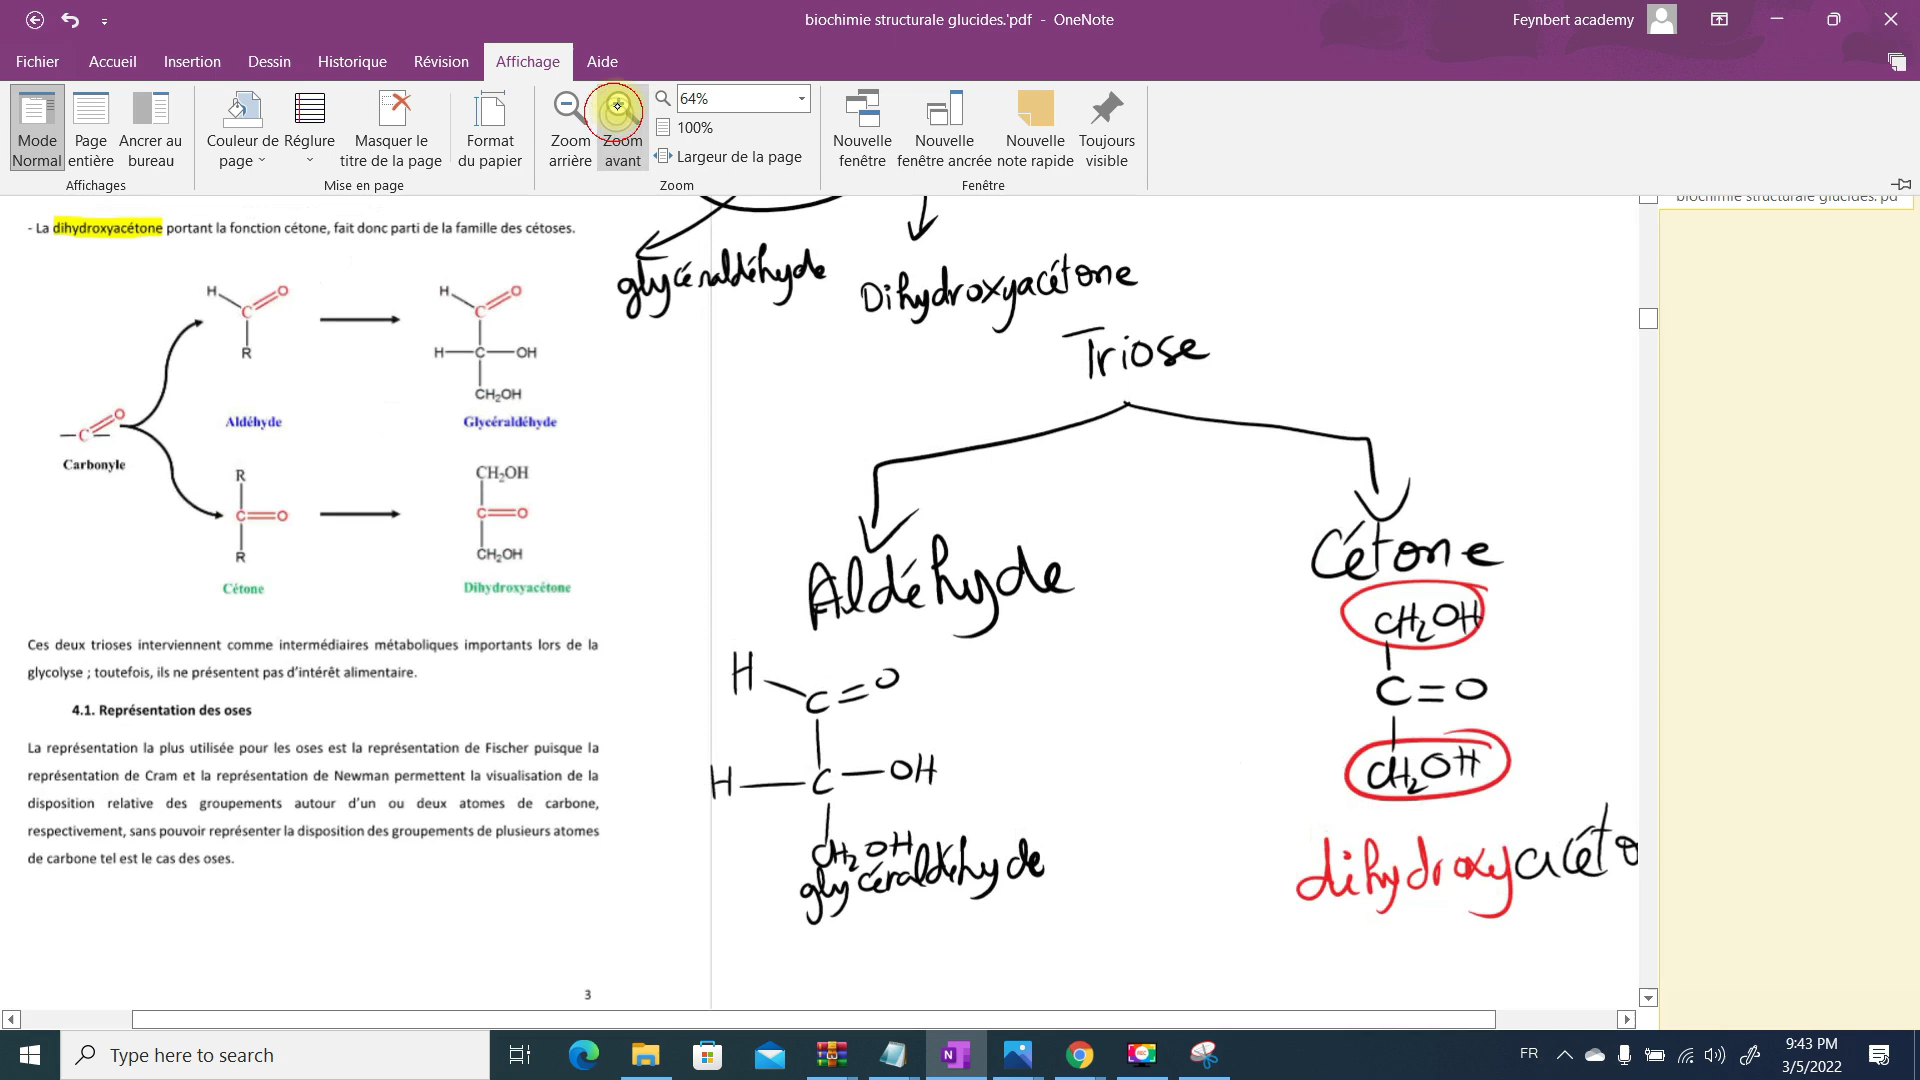 biochimie structurale glucides.'pdf - OneNote
Feynbert academy
Fichier Accueil Insertion Dessin Historique Révision Affichage Aide
Mode Normal
Page entière
Ancrer au bureau
Affichages
Couleur de page
Réglure
Masquer le titre de la page
Format du papier
Mise en page
Zoom arrière
Zoom avant
64%
100%
Largeur de la page
Zoom
Nouvelle fenêtre
Nouvelle fenêtre ancrée
Nouvelle note rapide
Toujours visible
Fenêtre
biochimie structurale glucides.'pd
- La dihydroxyacétone portant la fonction cétone, fait donc parti de la famille des cétoses.
H C O
R
Aldéhyde
H C O
H C OH
CH2OH
Glycéraldéhyde
C O
Carbonyle
R
C O
R
Cétone
CH2OH
C O
CH2OH
Dihydroxyacétone
Ces deux trioses interviennent comme intermédiaires métaboliques importants lors de la
glycolyse ; toutefois, ils ne présentent pas d'intérêt alimentaire.
4.1. Représentation des oses
La représentation la plus utilisée pour les oses est la représentation de Fischer puisque la
représentation de Cram et la représentation de Newman permettent la visualisation de la
disposition relative des groupements autour d'un ou deux atomes de carbone,
respectivement, sans pouvoir représenter la disposition des groupements de plusieurs atomes
de carbone tel est le cas des oses.
3
glycéraldéhyde
Dihydroxyacétone
Triose
Aldéhyde
H C = O
H C OH
CH2OH
glycéraldéhyde
Cétone
CH2OH
C = O
CH2OH
dihydroxyacéto
Type here to search
FR
9:43 PM
3/5/2022